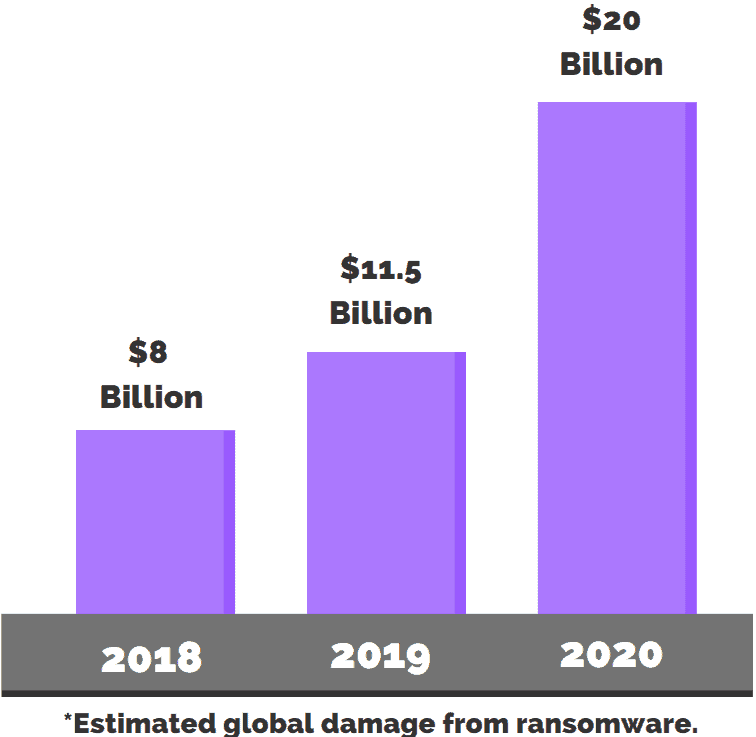 $20
Billion
$11.5
Billion
$8
Billion
2018
2019
2020
*Estimated global damage from ransomware.